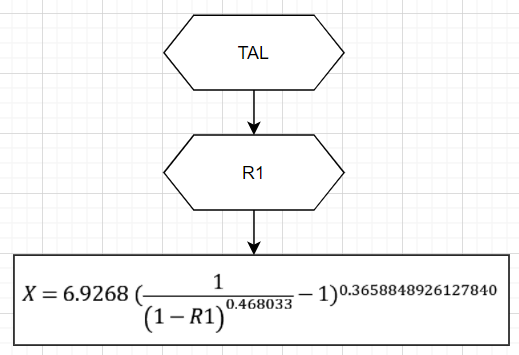 TAL
R1
X = 6.9268 (1/(1 − R1)^0.468033 − 1)^0.3658848926127840